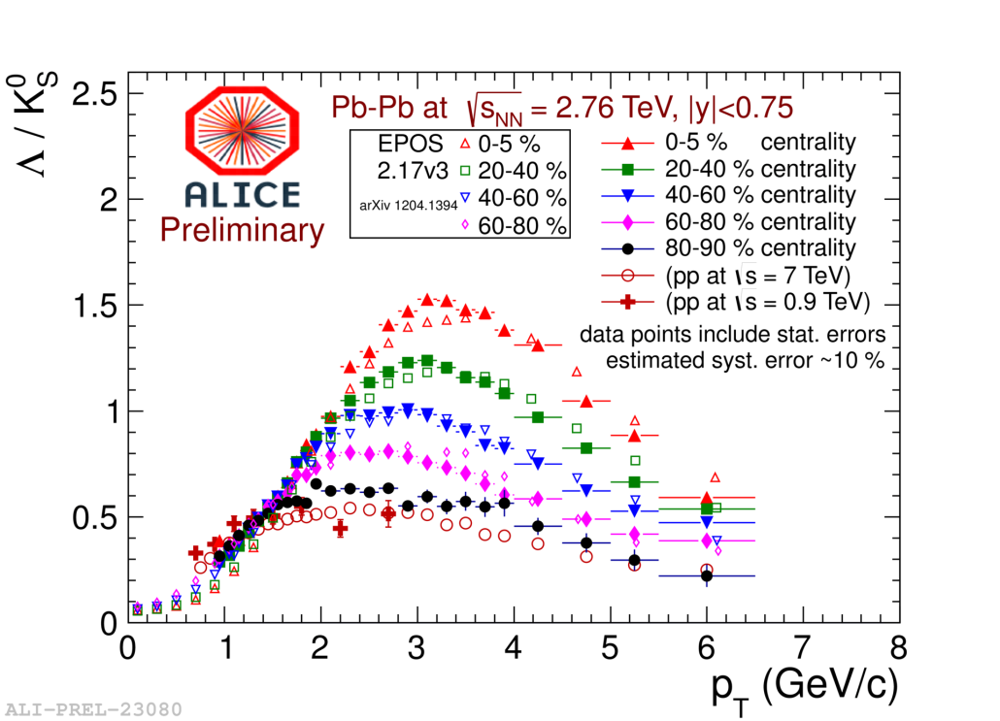 Λ / K⁰S
2.5
2
1.5
1
0.5
0
0 1 2 3 4 5 6 7 8
pT (GeV/c)
Pb-Pb at √sNN = 2.76 TeV, |y|<0.75
ALICE
Preliminary
EPOS
2.17v3
arXiv 1204.1394
0-5 %
20-40 %
40-60 %
60-80 %
0-5 % centrality
20-40 % centrality
40-60 % centrality
60-80 % centrality
80-90 % centrality
(pp at √s = 7 TeV)
(pp at √s = 0.9 TeV)
data points include stat. errors
estimated syst. error ~10 %
ALI-PREL-23080